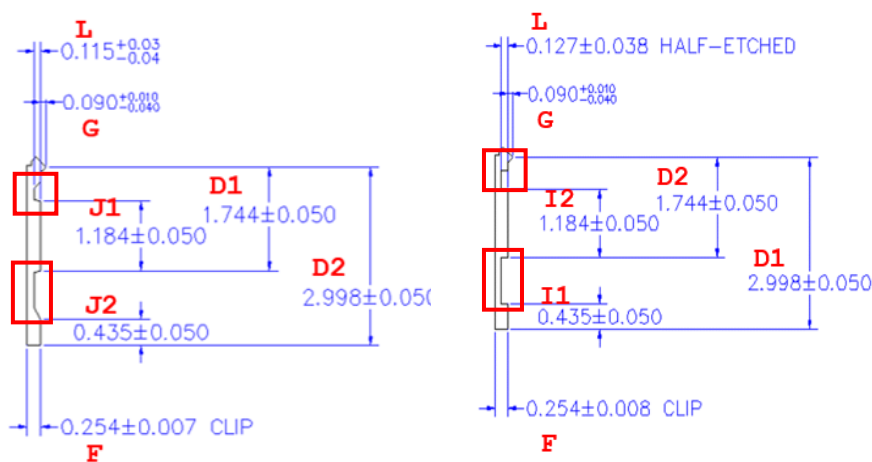 L
0.115+0.03
-0.04
0.090+0.010
-0.040
G
D1
J1
1.744±0.050
1.184±0.050
D2
2.998±0.050
J2
0.435±0.050
0.254±0.007 CLIP
F
L
0.127±0.038 HALF-ETCHED
0.090+0.010
-0.040
G
D2
I2
1.744±0.050
1.184±0.050
D1
2.983±0.050
I1
0.435±0.050
0.254±0.008 CLIP
F